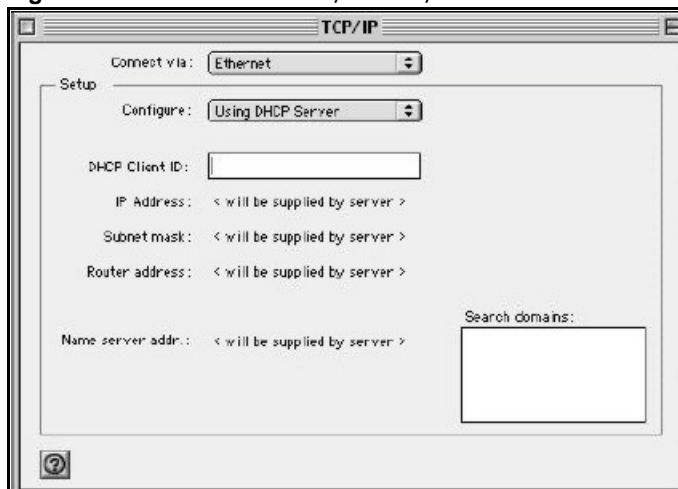 TCP/IP
Connect via: Ethernet
Setup
Configure: Using DHCP Server
DHCP Client ID:
IP Address: < will be supplied by server >
Subnet mask: < will be supplied by server >
Router address: < will be supplied by server >
Search domains:
Name server addr.: < will be supplied by server >
?